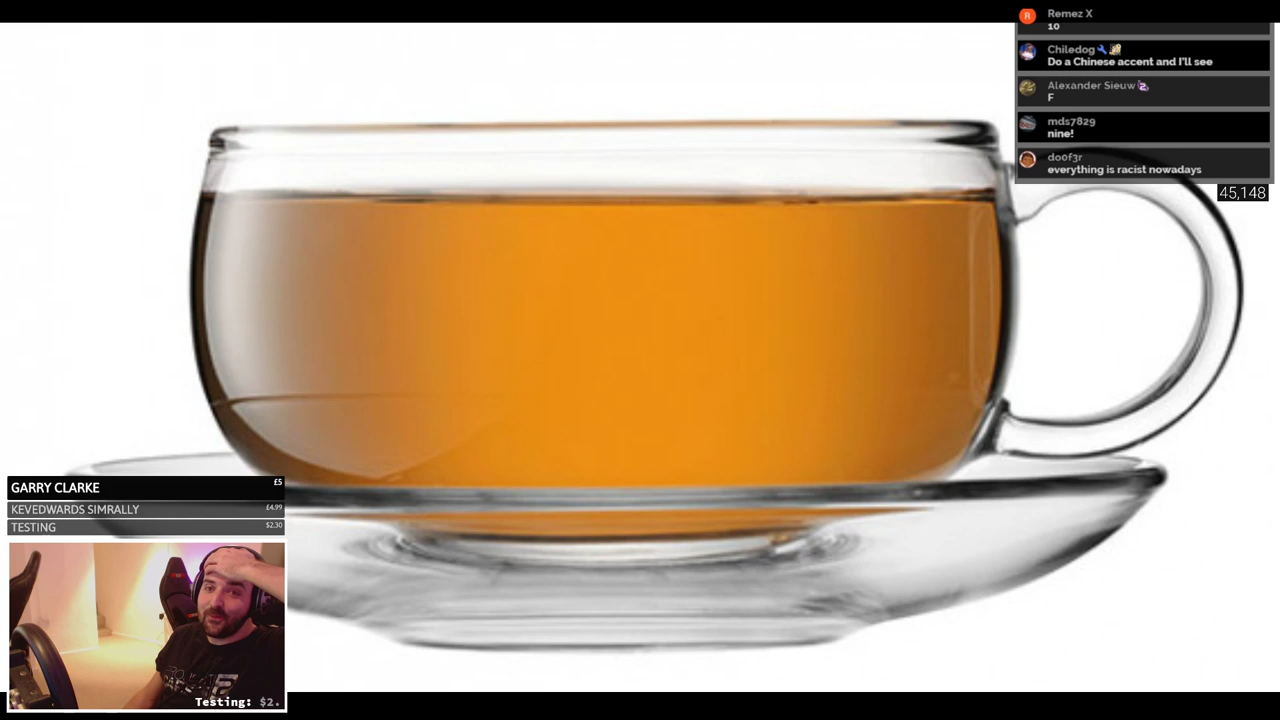 Remez X
10
Chiledog
Do a Chinese accent and I'll see
Alexander Sieuw
F
mds7829
nine!
do0f3r
everything is racist nowadays
45,148
GARRY CLARKE £5
KEVEDWARDS SIMRALLY £4.99
TESTING $2.30
Testing: $2.